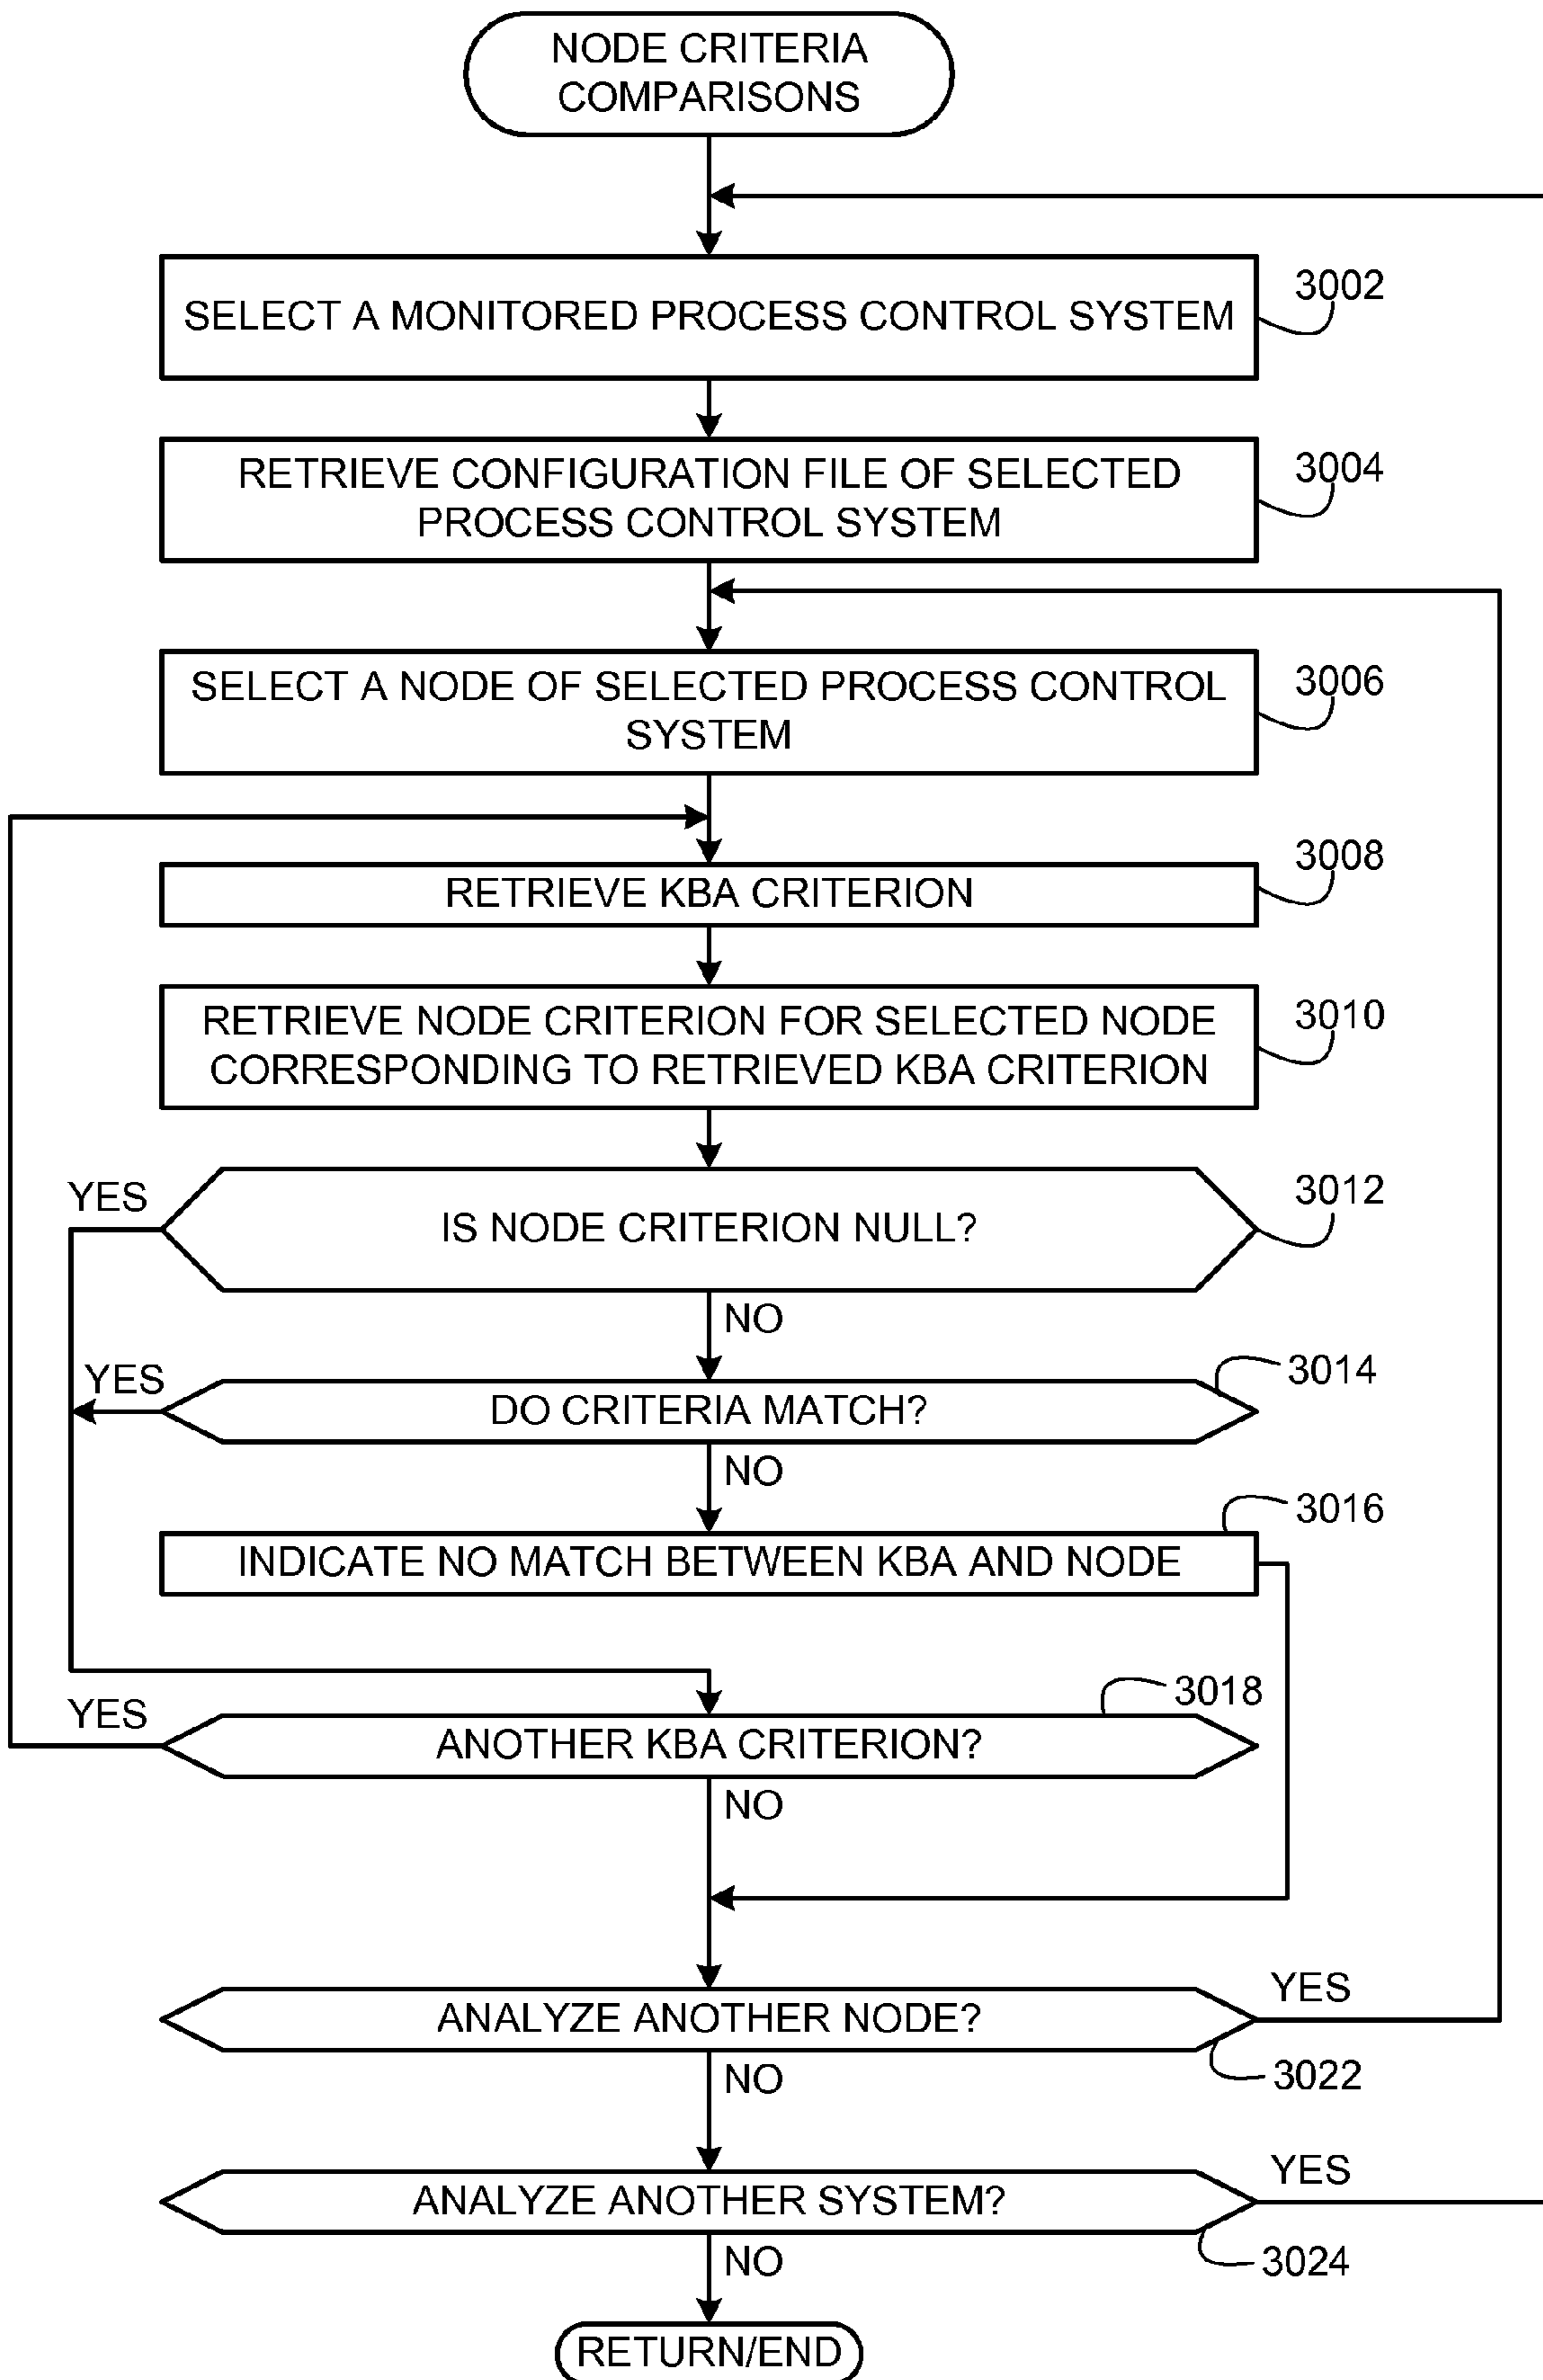 NODE CRITERIA
COMPARISONS
SELECT A MONITORED PROCESS CONTROL SYSTEM
3002
RETRIEVE CONFIGURATION FILE OF SELECTED
PROCESS CONTROL SYSTEM
3004
SELECT A NODE OF SELECTED PROCESS CONTROL
SYSTEM
3006
RETRIEVE KBA CRITERION
3008
RETRIEVE NODE CRITERION FOR SELECTED NODE
CORRESPONDING TO RETRIEVED KBA CRITERION
3010
YES
IS NODE CRITERION NULL?
3012
NO
YES
DO CRITERIA MATCH?
3014
NO
INDICATE NO MATCH BETWEEN KBA AND NODE
3016
YES
ANOTHER KBA CRITERION?
3018
NO
ANALYZE ANOTHER NODE?
YES
3022
NO
ANALYZE ANOTHER SYSTEM?
YES
3024
NO
RETURN/END